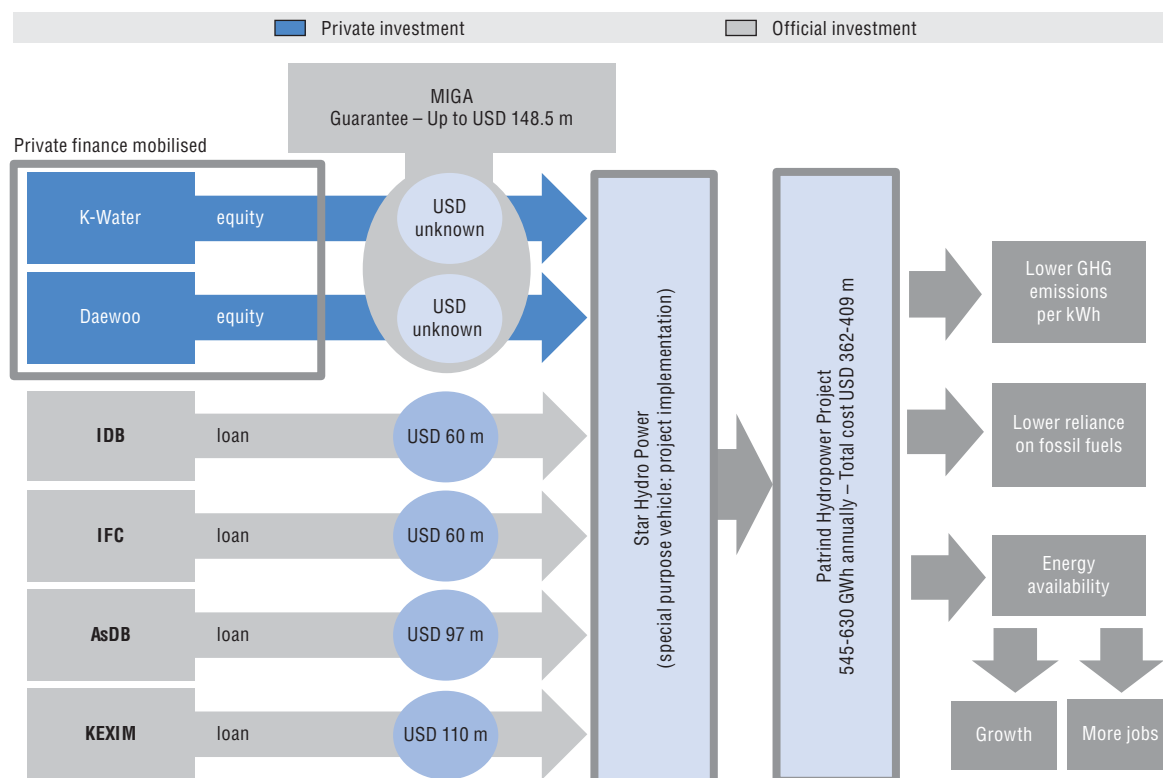 Private investment
Official investment
MIGA
Guarantee – Up to USD 148.5 m
Private finance mobilised
K-Water
equity
USD
unknown
Daewoo
equity
USD
unknown
IDB
loan
USD 60 m
IFC
loan
USD 60 m
AsDB
loan
USD 97 m
KEXIM
loan
USD 110 m
Star Hydro Power
(special purpose vehicle: project implementation)
Patrind Hydropower Project
545-630 GWh annually – Total cost USD 362-409 m
Lower GHG
emissions
per kWh
Lower reliance
on fossil fuels
Energy
availability
Growth
More jobs